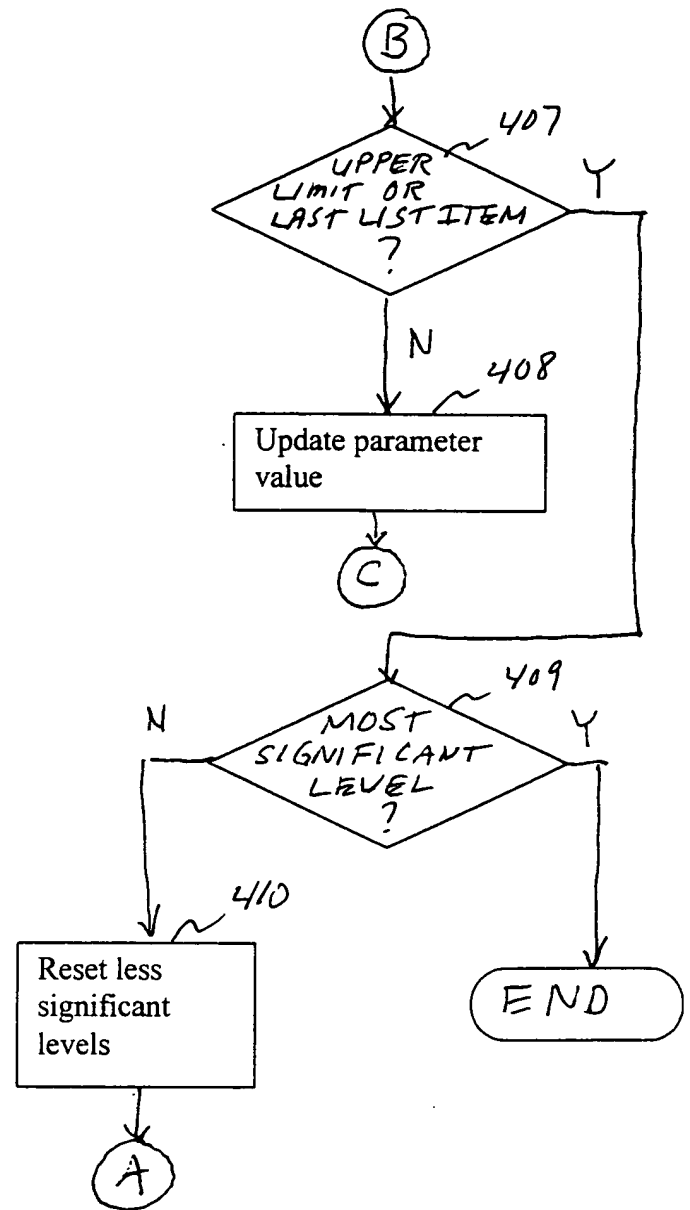 B
407
UPPER
LIMIT OR
LAST LIST ITEM
?
Y
N
408
Update parameter
value
C
409
MOST
SIGNIFICANT
LEVEL
?
N
Y
410
Reset less
significant
levels
END
A